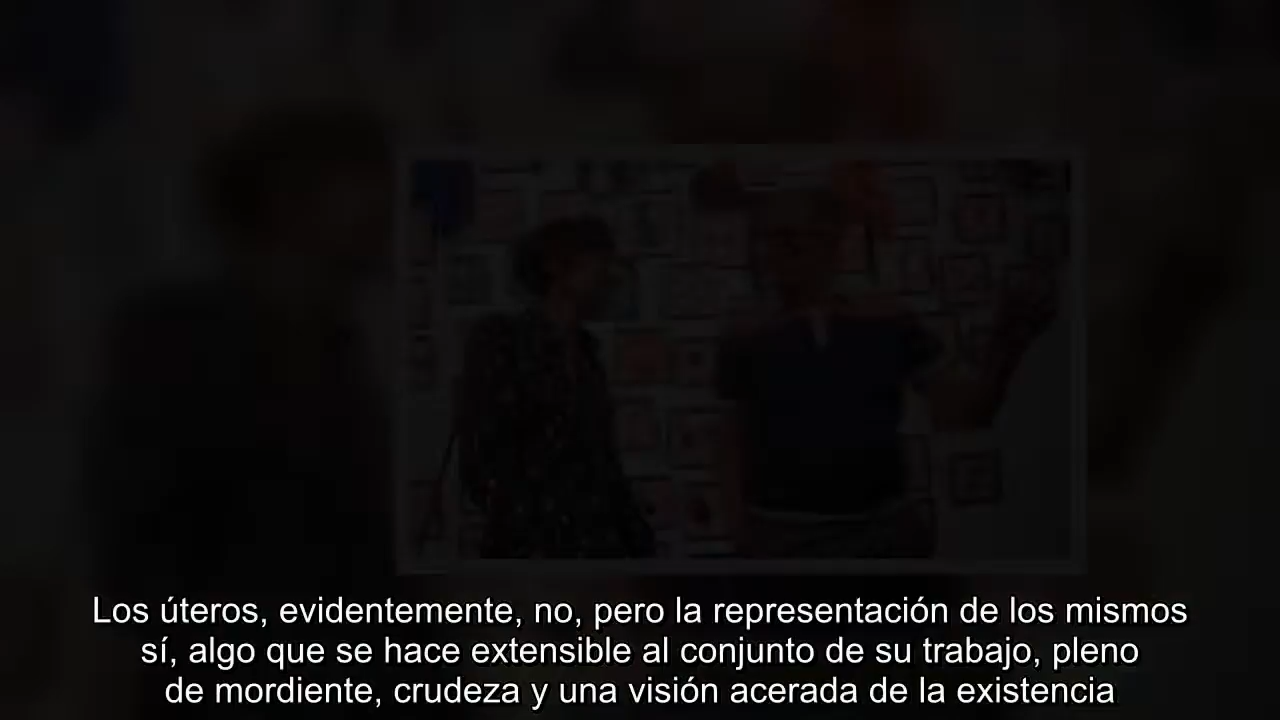 Los úteros, evidentemente, no, pero la representación de los mismos
sí, algo que se hace extensible al conjunto de su trabajo, pleno
de mordiente, crudeza y una visión acerada de la existencia